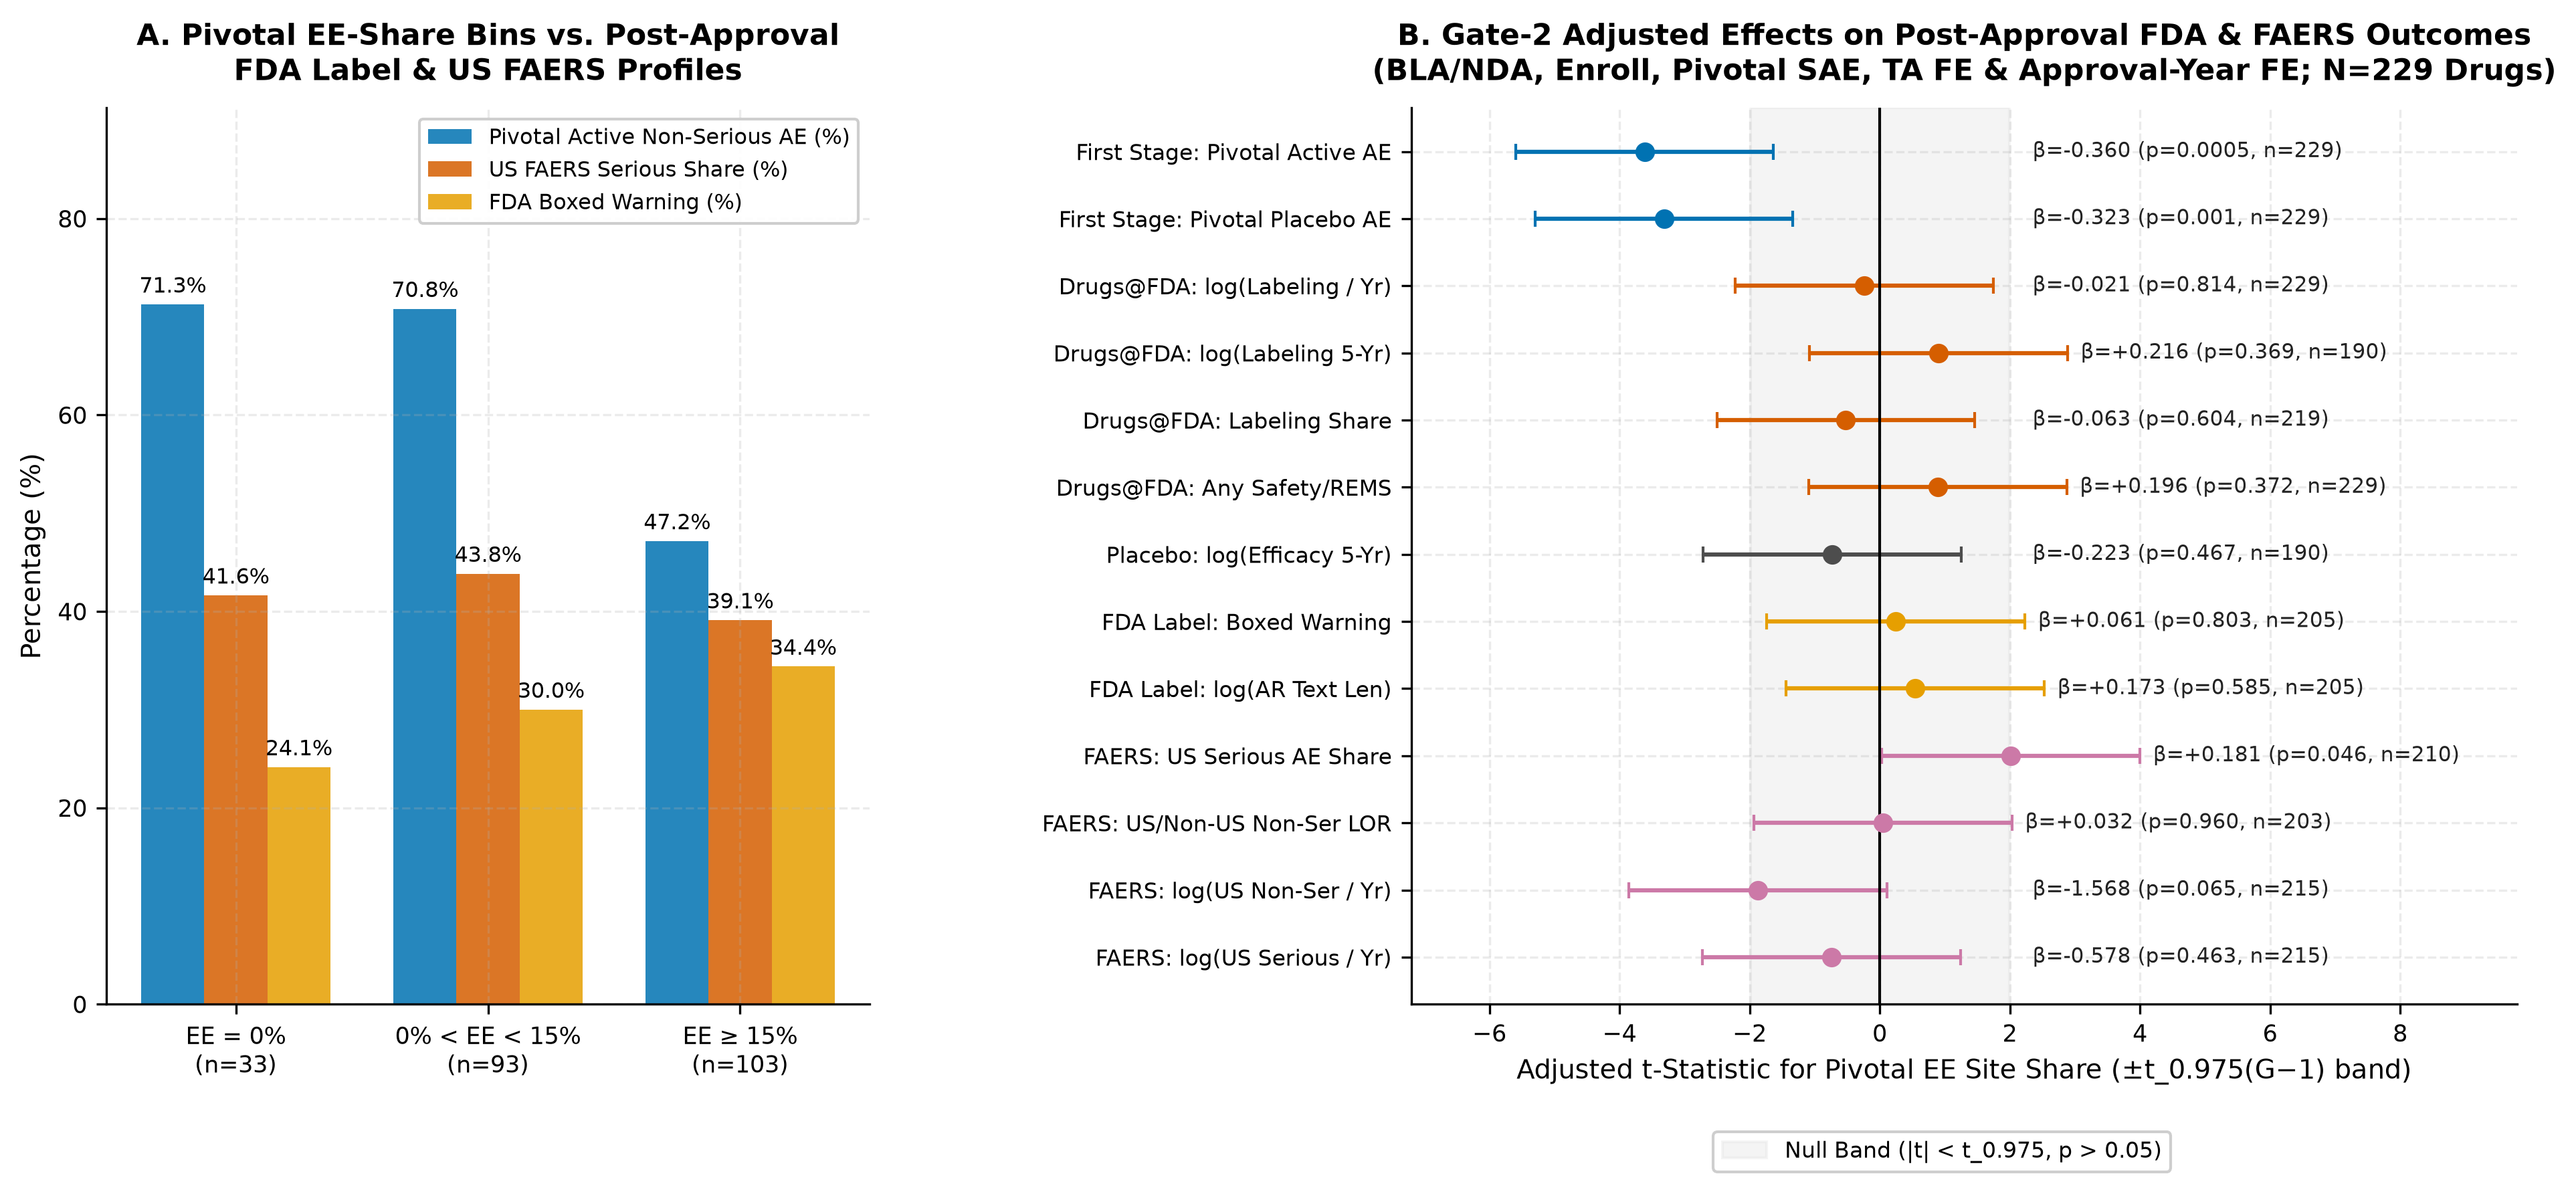 A. Pivotal EE-Share Bins vs. Post-Approval
FDA Label & US FAERS Profiles
Pivotal Active Non-Serious AE (%)
US FAERS Serious Share (%)
FDA Boxed Warning (%)
Percentage (%)
80
60
40
20
0
71.3%
41.6%
24.1%
70.8%
43.8%
30.0%
47.2%
39.1%
34.4%
EE = 0%
(n=33)
0% < EE < 15%
(n=93)
EE ≥ 15%
(n=103)
B. Gate-2 Adjusted Effects on Post-Approval FDA & FAERS Outcomes
(BLA/NDA, Enroll, Pivotal SAE, TA FE & Approval-Year FE; N=229 Drugs)
First Stage: Pivotal Active AE
β=-0.360 (p=0.0005, n=229)
First Stage: Pivotal Placebo AE
β=-0.323 (p=0.001, n=229)
Drugs@FDA: log(Labeling / Yr)
β=-0.021 (p=0.814, n=229)
Drugs@FDA: log(Labeling 5-Yr)
β=+0.216 (p=0.369, n=190)
Drugs@FDA: Labeling Share
β=-0.063 (p=0.604, n=219)
Drugs@FDA: Any Safety/REMS
β=+0.196 (p=0.372, n=229)
Placebo: log(Efficacy 5-Yr)
β=-0.223 (p=0.467, n=190)
FDA Label: Boxed Warning
β=+0.061 (p=0.803, n=205)
FDA Label: log(AR Text Len)
β=+0.173 (p=0.585, n=205)
FAERS: US Serious AE Share
β=+0.181 (p=0.046, n=210)
FAERS: US/Non-US Non-Ser LOR
β=+0.032 (p=0.960, n=203)
FAERS: log(US Non-Ser / Yr)
β=-1.568 (p=0.065, n=215)
FAERS: log(US Serious / Yr)
β=-0.578 (p=0.463, n=215)
−6 −4 −2 0 2 4 6 8
Adjusted t-Statistic for Pivotal EE Site Share (±t_0.975(G−1) band)
Null Band (|t| < t_0.975, p > 0.05)